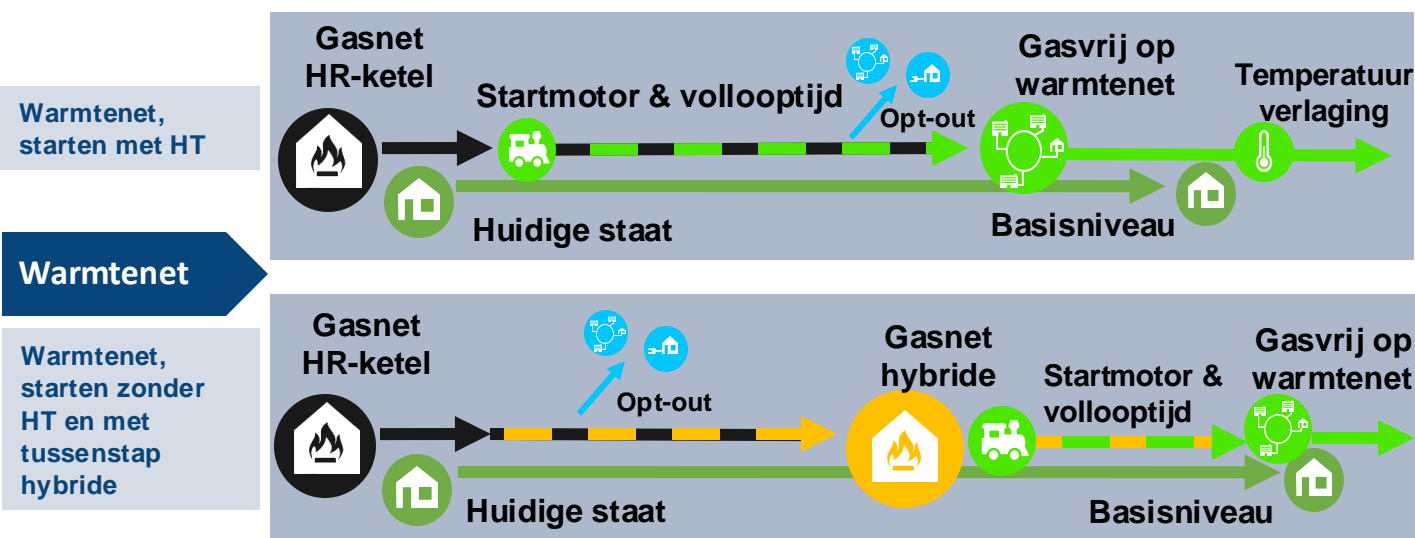 Gasnet
HR-ketel
Startmotor & vollooptijd
Opt-out
Gasvrij op
warmtenet
Temperatuur
verlaging
Warmtenet,
starten met HT
Huidige staat
Basisniveau
Warmtenet
Gasnet
HR-ketel
Opt-out
Gasnet
hybride
Startmotor &
vollooptijd
Gasvrij op
warmtenet
Warmtenet,
starten zonder
HT en met
tussenstap
hybride
Huidige staat
Basisniveau